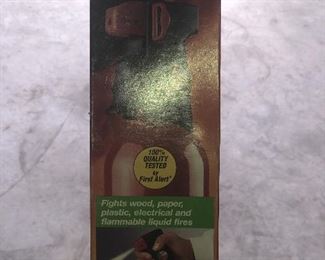 100%
QUALITY
TESTED
by
First Alert®
Fights wood, paper,
plastic, electrical and
flammable liquid fires